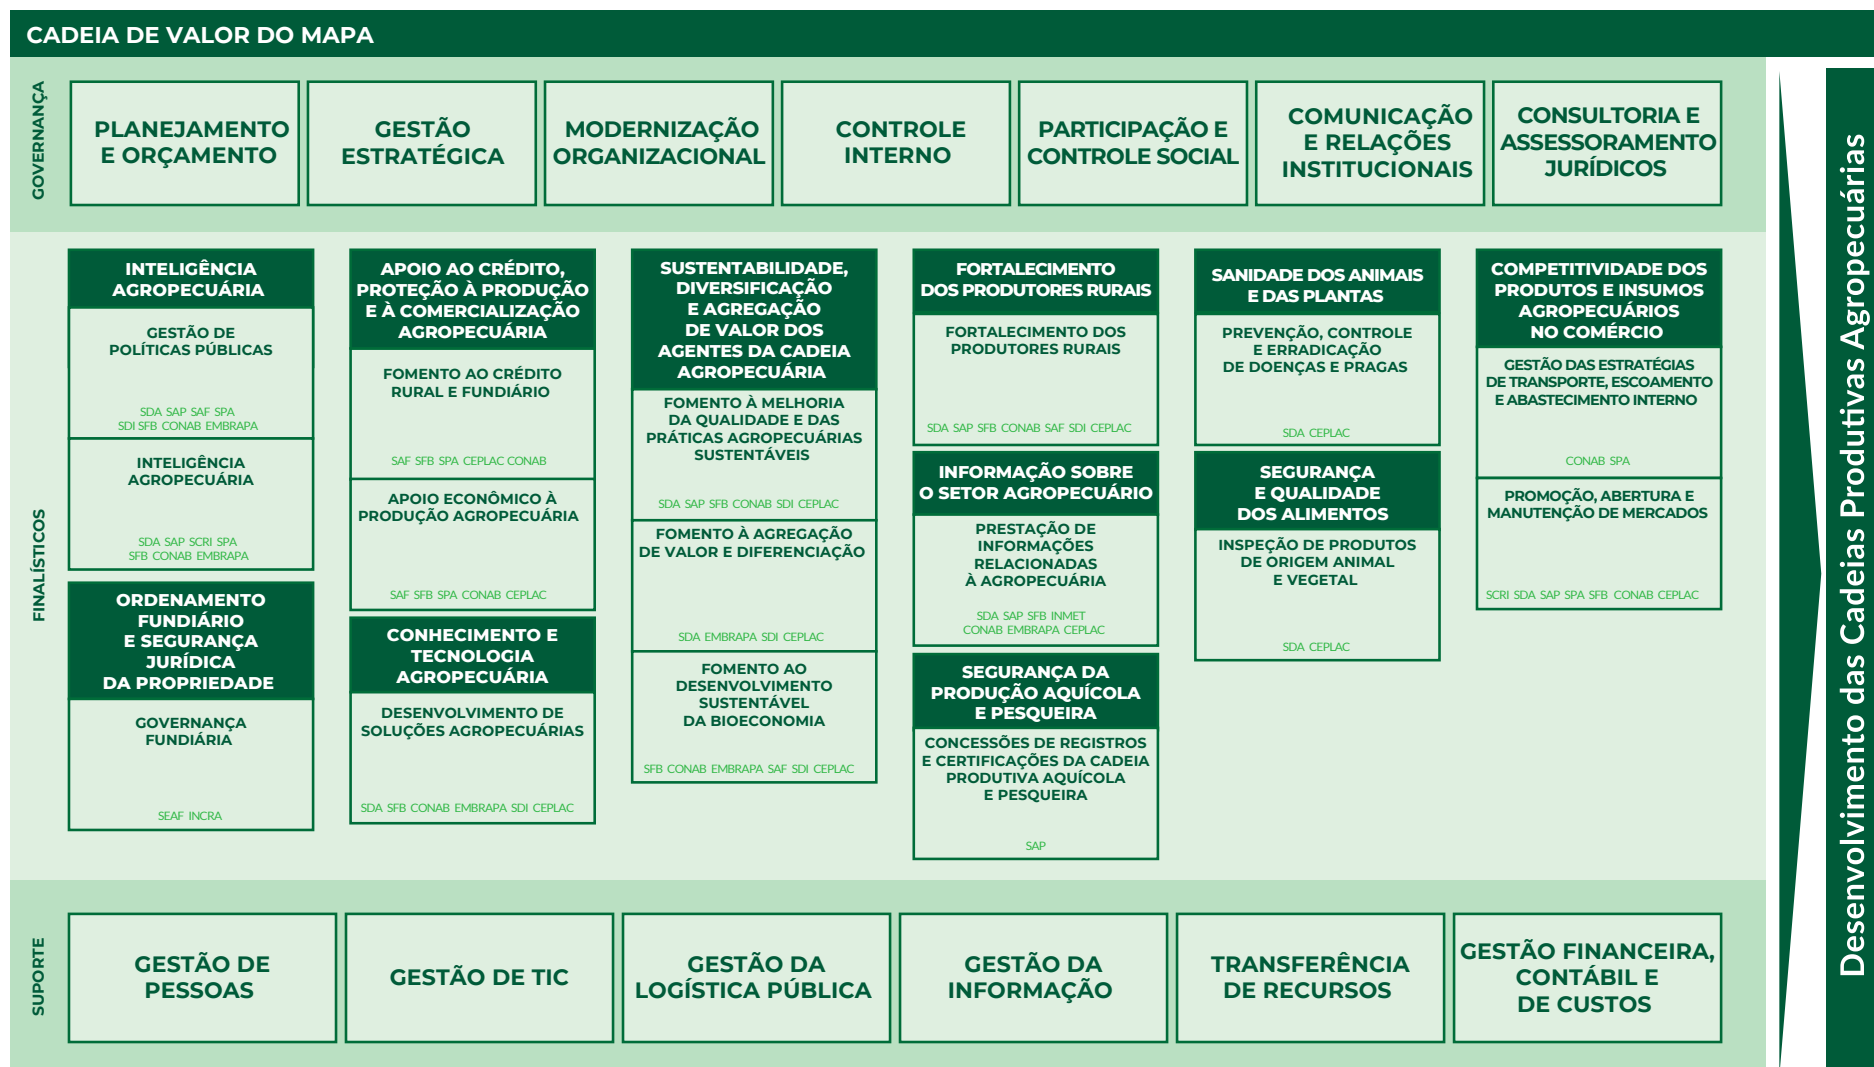 CADEIA DE VALOR DO MAPA
GOVERNANÇA
PLANEJAMENTO
E ORÇAMENTO
GESTÃO
ESTRATÉGICA
MODERNIZAÇÃO
ORGANIZACIONAL
CONTROLE
INTERNO
PARTICIPAÇÃO E
CONTROLE SOCIAL
COMUNICAÇÃO
E RELAÇÕES
INSTITUCIONAIS
CONSULTORIA E
ASSESSORAMENTO
JURÍDICOS
FINALÍSTICOS
INTELIGÊNCIA
AGROPECUÁRIA
GESTÃO DE
POLÍTICAS PÚBLICAS
SDA SAP SAF SPA
SDI SFB CONAB EMBRAPA
INTELIGÊNCIA
AGROPECUÁRIA
SDA SAP SCRI SPA
SFB CONAB EMBRAPA
ORDENAMENTO
FUNDIÁRIO
E SEGURANÇA
JURÍDICA
DA PROPRIEDADE
GOVERNANÇA
FUNDIÁRIA
SEAF INCRA
APOIO AO CRÉDITO,
PROTEÇÃO À PRODUÇÃO
E À COMERCIALIZAÇÃO
AGROPECUÁRIA
FOMENTO AO CRÉDITO
RURAL E FUNDIÁRIO
SAF SFB SPA CEPLAC CONAB
APOIO ECONÔMICO À
PRODUÇÃO AGROPECUÁRIA
SAF SFB SPA CONAB CEPLAC
CONHECIMENTO E
TECNOLOGIA
AGROPECUÁRIA
DESENVOLVIMENTO DE
SOLUÇÕES AGROPECUÁRIAS
SDA SFB CONAB EMBRAPA SDI CEPLAC
SUSTENTABILIDADE,
DIVERSIFICAÇÃO
E AGREGAÇÃO
DE VALOR DOS
AGENTES DA CADEIA
AGROPECUÁRIA
FOMENTO À MELHORIA
DA QUALIDADE E DAS
PRÁTICAS AGROPECUÁRIAS
SUSTENTÁVEIS
SDA SAP SFB CONAB SDI CEPLAC
FOMENTO À AGREGAÇÃO
DE VALOR E DIFERENCIAÇÃO
SDA EMBRAPA SDI CEPLAC
FOMENTO AO
DESENVOLVIMENTO
SUSTENTÁVEL
DA BIOECONOMIA
SFB CONAB EMBRAPA SAF SDI CEPLAC
FORTALECIMENTO
DOS PRODUTORES RURAIS
FORTALECIMENTO DOS
PRODUTORES RURAIS
SDA SAP SFB CONAB SAF SDI CEPLAC
INFORMAÇÃO SOBRE
O SETOR AGROPECUÁRIO
PRESTAÇÃO DE
INFORMAÇÕES
RELACIONADAS
À AGROPECUÁRIA
SDA SAP SFB INMET
CONAB EMBRAPA CEPLAC
SEGURANÇA DA
PRODUÇÃO AQUÍCOLA
E PESQUEIRA
CONCESSÕES DE REGISTROS
E CERTIFICAÇÕES DA CADEIA
PRODUTIVA AQUÍCOLA
E PESQUEIRA
SAP
SANIDADE DOS ANIMAIS
E DAS PLANTAS
PREVENÇÃO, CONTROLE
E ERRADICAÇÃO
DE DOENÇAS E PRAGAS
SDA CEPLAC
SEGURANÇA
E QUALIDADE
DOS ALIMENTOS
INSPEÇÃO DE PRODUTOS
DE ORIGEM ANIMAL
E VEGETAL
SDA CEPLAC
COMPETITIVIDADE DOS
PRODUTOS E INSUMOS
AGROPECUÁRIOS
NO COMÉRCIO
GESTÃO DAS ESTRATÉGIAS
DE TRANSPORTE, ESCOAMENTO
E ABASTECIMENTO INTERNO
CONAB SPA
PROMOÇÃO, ABERTURA E
MANUTENÇÃO DE MERCADOS
SCRI SDA SAP SPA SFB CONAB CEPLAC
SUPORTE
GESTÃO DE
PESSOAS
GESTÃO DE TIC
GESTÃO DA
LOGÍSTICA PÚBLICA
GESTÃO DA
INFORMAÇÃO
TRANSFERÊNCIA
DE RECURSOS
GESTÃO FINANCEIRA,
CONTÁBIL E
DE CUSTOS
Desenvolvimento das Cadeias Produtivas Agropecuárias